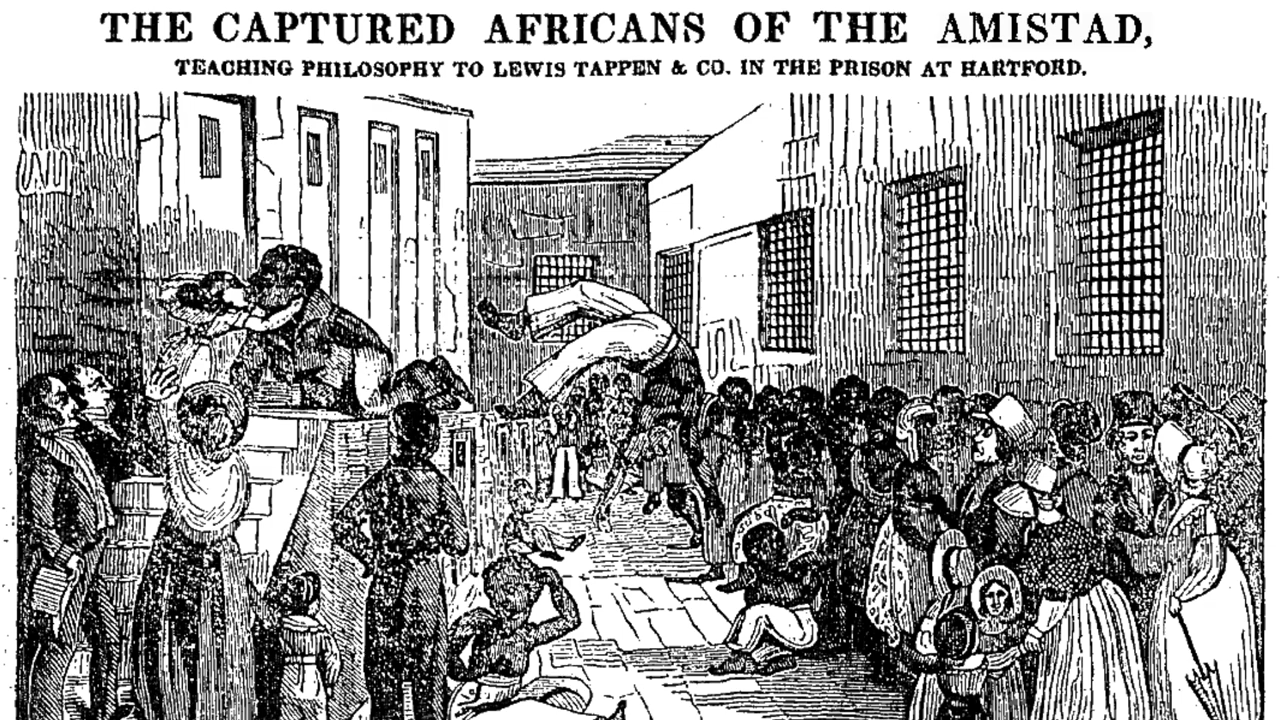 THE CAPTURED AFRICANS OF THE AMISTAD,
TEACHING PHILOSOPHY TO LEWIS TAPPEN & CO. IN THE PRISON AT HARTFORD.